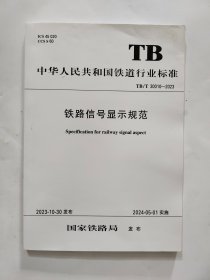 ICS 45.020
CCS S 60
TB
中华人民共和国铁道行业标准
TB/T 30010—2023
铁路信号显示规范
Specification for railway signal aspect
2023-10-30 发布
2024-05-01 实施
国家铁路局 发布